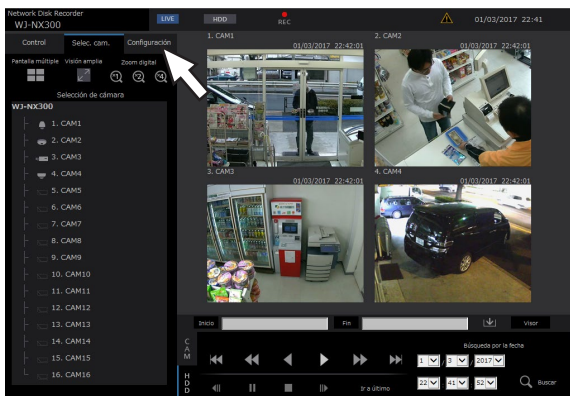 Network Disk Recorder
WJ-NX300
LIVE
HDD
REC
01/03/2017 22:41
Control
Selec. cam.
Configuración
Pantalla múltiple
Visión amplia
Zoom digital
x1
x2
x4
Selección de cámara
WJ-NX300
1. CAM1
2. CAM2
3. CAM3
4. CAM4
5. CAM5
6. CAM6
7. CAM7
8. CAM8
9. CAM9
10. CAM10
11. CAM11
12. CAM12
13. CAM13
14. CAM14
15. CAM15
16. CAM16
1. CAM1
01/03/2017 22:42:01
2. CAM2
01/03/2017 22:42:01
3. CAM3
01/03/2017 22:42:01
4. CAM4
01/03/2017 22:42:01
Inicio
Fin
Visor
CAM
HDD
Ir a último
Búsqueda por la fecha
1 / 3 / 2017
22 : 41 : 52
Buscar